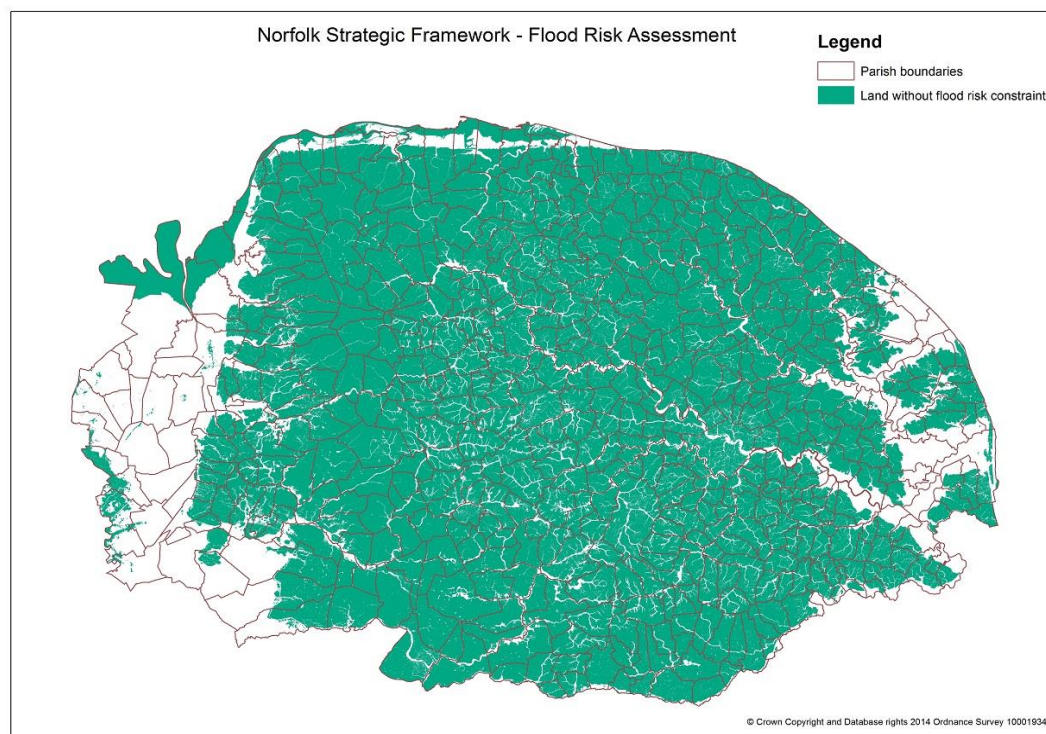 Norfolk Strategic Framework - Flood Risk Assessment
Legend
Parish boundaries
Land without flood risk constraint
© Crown Copyright and Database rights 2014 Ordnance Survey 10001934